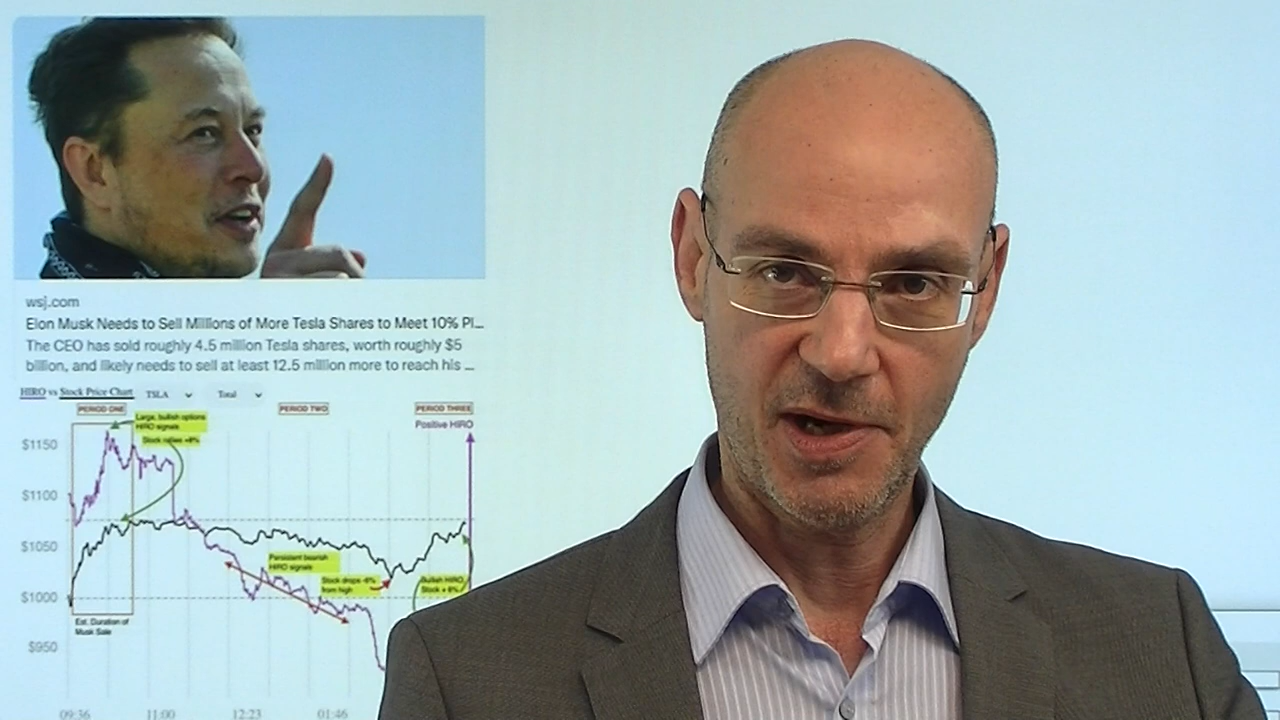 wsj.com
Elon Musk Needs to Sell Millions of More Tesla Shares to Meet 10% Pl...
The CEO has sold roughly 4.5 million Tesla shares, worth roughly $5
billion, and likely needs to sell at least 12.5 million more to reach his ...
HIRO vs Stock Price Chart TSLA Total
PERIOD ONE PERIOD TWO PERIOD THREE
Large, bullish options
HIRO signals
Positive HIRO
Stock rallies +8%
$1150
$1100
$1050
Persistent bearish
HIRO signals
Stock drops -6%
from high
Bullish HIRO
Stock + 6%
$1000
Est. Duration of
Musk Sale
$950
09:36 11:00 12:23 01:46